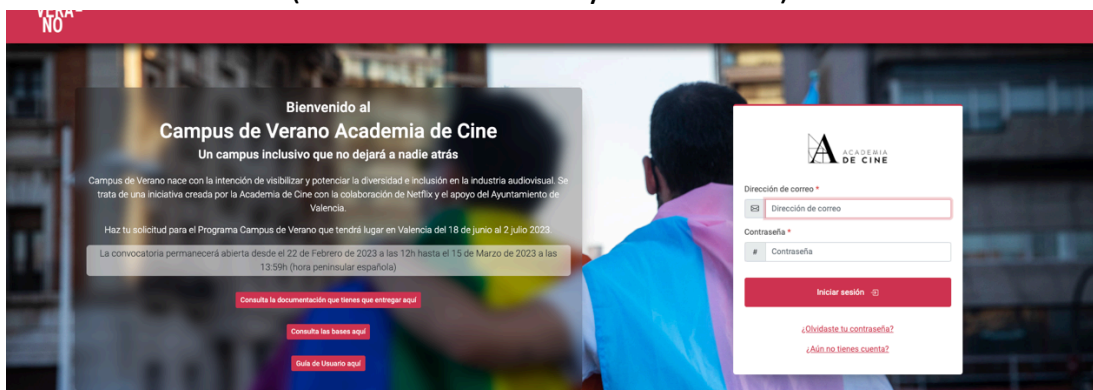 NO
Bienvenido al
Campus de Verano Academia de Cine
Un campus inclusivo que no dejará a nadie atrás
Campus de Verano nace con la intención de visibilizar y potenciar la diversidad e inclusión en la industria audiovisual. Se
trata de una iniciativa creada por la Academia de Cine con la colaboración de Netflix y el apoyo del Ayuntamiento de
Valencia.
Haz tu solicitud para el Programa Campus de Verano que tendrá lugar en Valencia del 18 de junio al 2 julio 2023.
La convocatoria permanecerá abierta desde el 22 de Febrero de 2023 a las 12h hasta el 15 de Marzo de 2023 a las
13:59h (hora peninsular española)
Consulta la documentación que tienes que entregar aquí
Consulta las bases aquí
Guía de Usuario aquí
ACADEMIA
DE CINE
Dirección de correo *
Dirección de correo
Contraseña *
# Contraseña
Iniciar sesión
¿Olvidaste tu contraseña?
¿Aún no tienes cuenta?